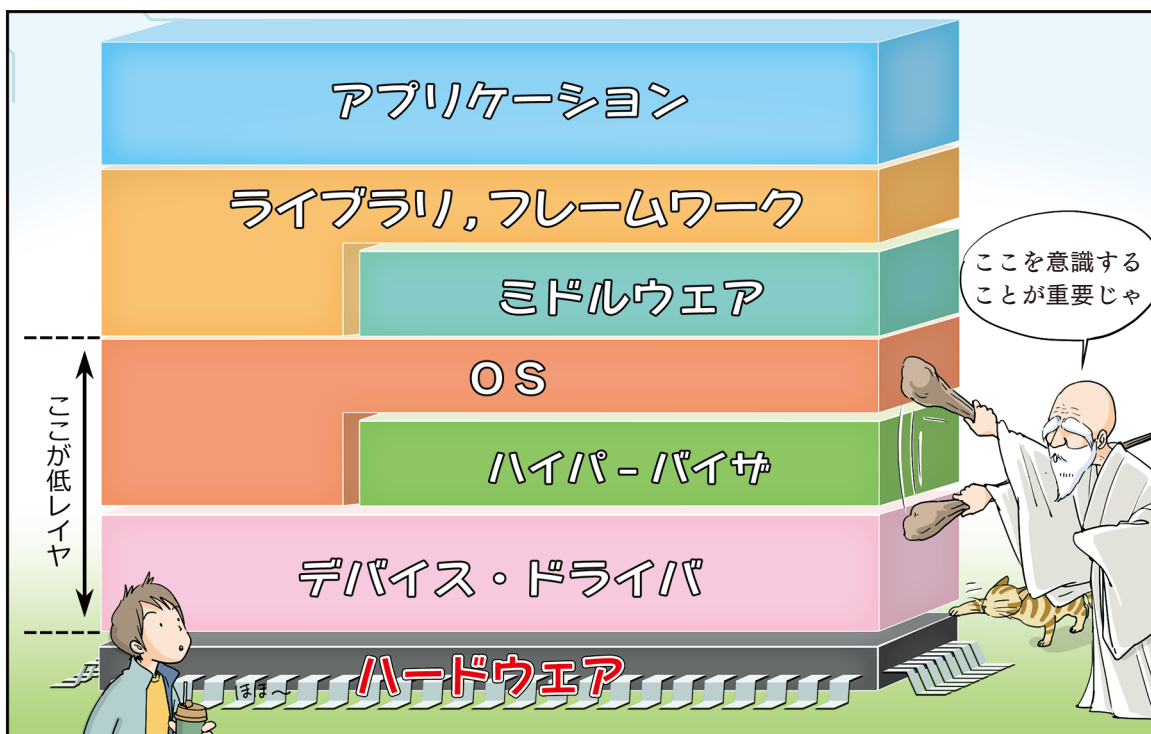 アプリケーション
ライブラリ,フレームワーク
ミドルウェア
ここを意識する
ことが重要じゃ
OS
ハイパーバイザ
ここが低レイヤ
デバイス・ドライバ
ハードウェア
ほほ～